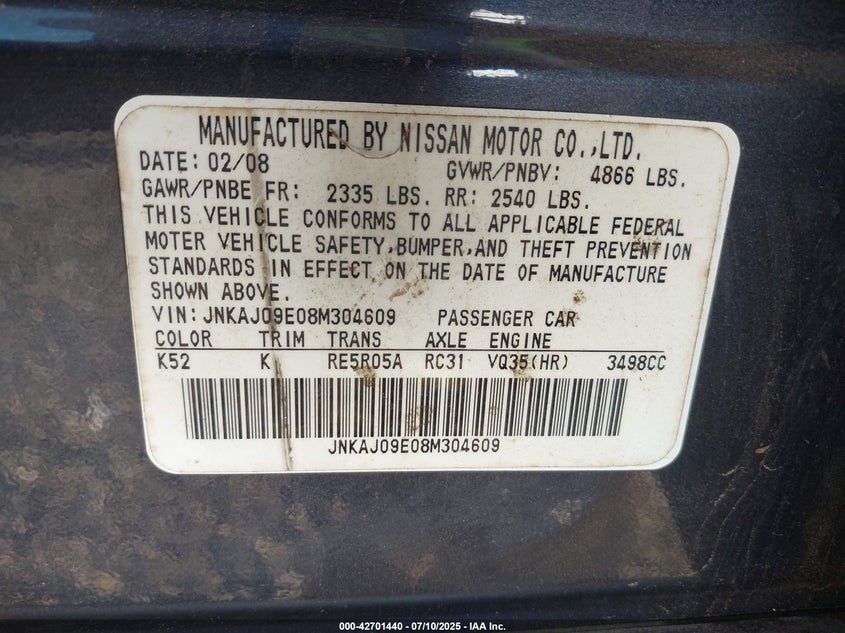 MANUFACTURED BY NISSAN MOTOR CO.,LTD.
DATE: 02/08 GVWR/PNBV: 4866 LBS.
GAWR/PNBE FR: 2335 LBS. RR: 2540 LBS.
THIS VEHICLE CONFORMS TO ALL APPLICABLE FEDERAL
MOTER VEHICLE SAFETY,BUMPER,AND THEFT PREVENTION
STANDARDS IN EFFECT ON THE DATE OF MANUFACTURE
SHOWN ABOVE.
VIN: JNKAJ09E08M304609 PASSENGER CAR
COLOR TRIM TRANS AXLE ENGINE
K52 K RE5R05A RC31 VQ35(HR) 3498CC
JNKAJ09E08M304609
000-42701440 - 07/10/2025 - IAA Inc.